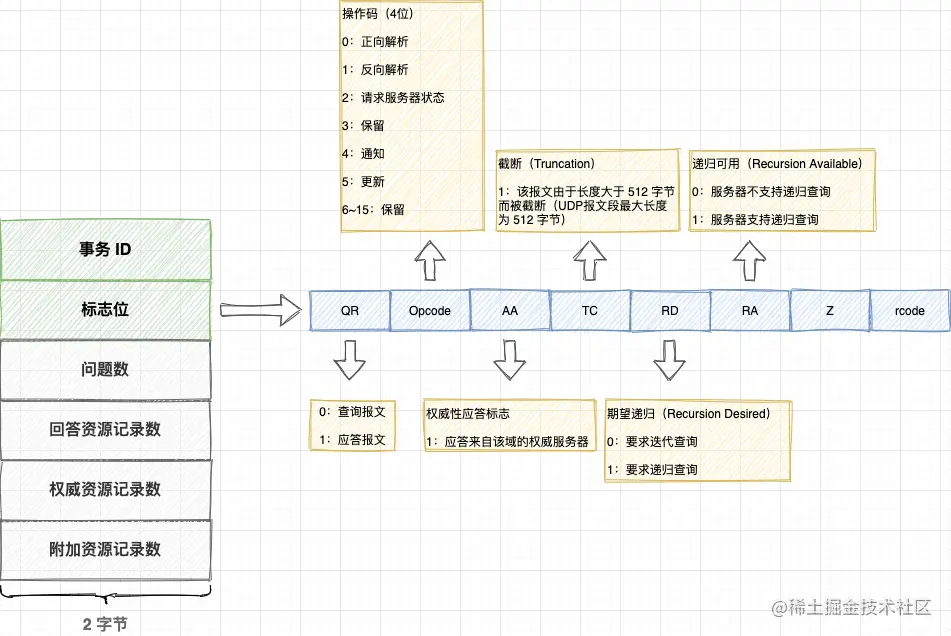 操作码（4位）
0：正向解析
1：反向解析
2：请求服务器状态
3：保留
4：通知
5：更新
6~15：保留
截断（Truncation）
1：该报文由于长度大于 512 字节
而被截断（UDP报文段最大长度
为 512 字节）
递归可用（Recursion Available）
0：服务器不支持递归查询
1：服务器支持递归查询
事务 ID
标志位
问题数
回答资源记录数
权威资源记录数
附加资源记录数
2 字节
QR
Opcode
AA
TC
RD
RA
Z
rcode
0：查询报文
1：应答报文
权威性应答标志
1：应答来自该域的权威服务器
期望递归（Recursion Desired）
0：要求迭代查询
1：要求递归查询
@稀土掘金技术社区